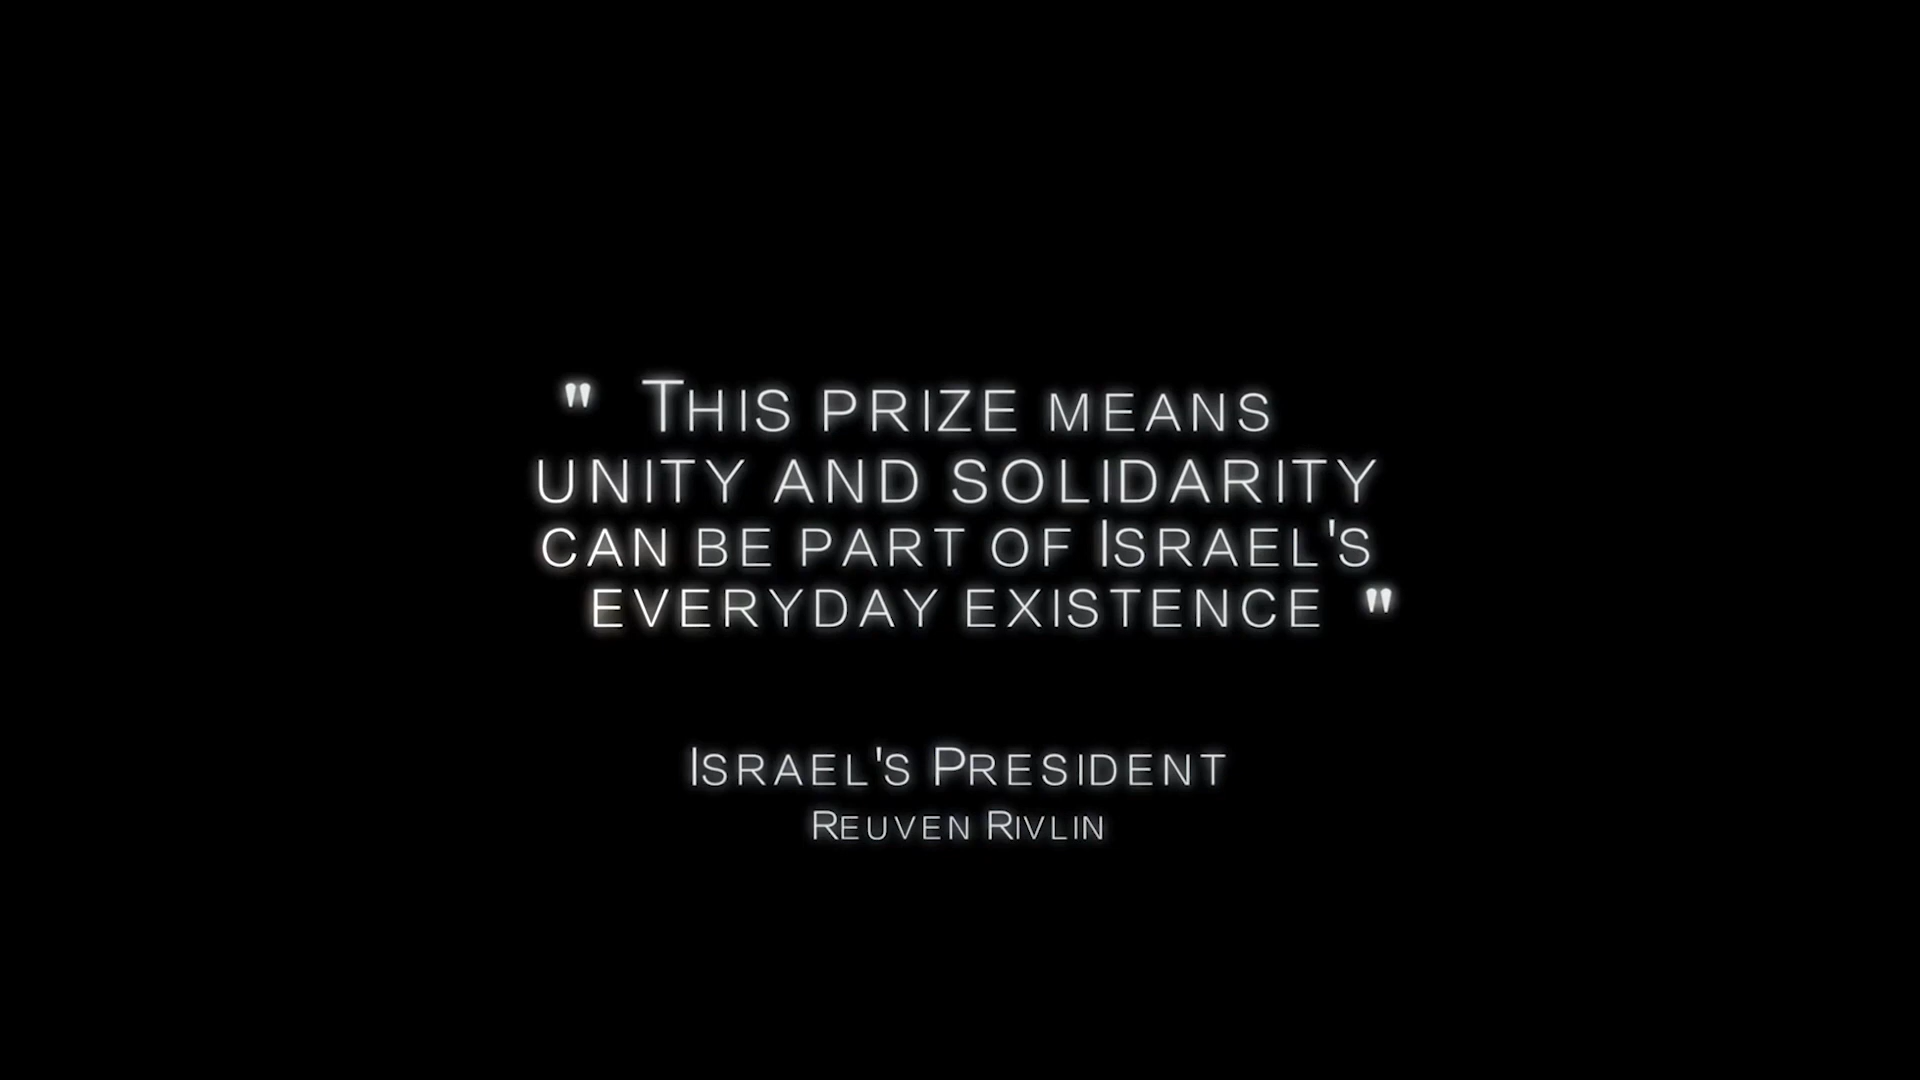 " This prize means
unity and solidarity
can be part of Israel's
everyday existence "
Israel's President
Reuven Rivlin